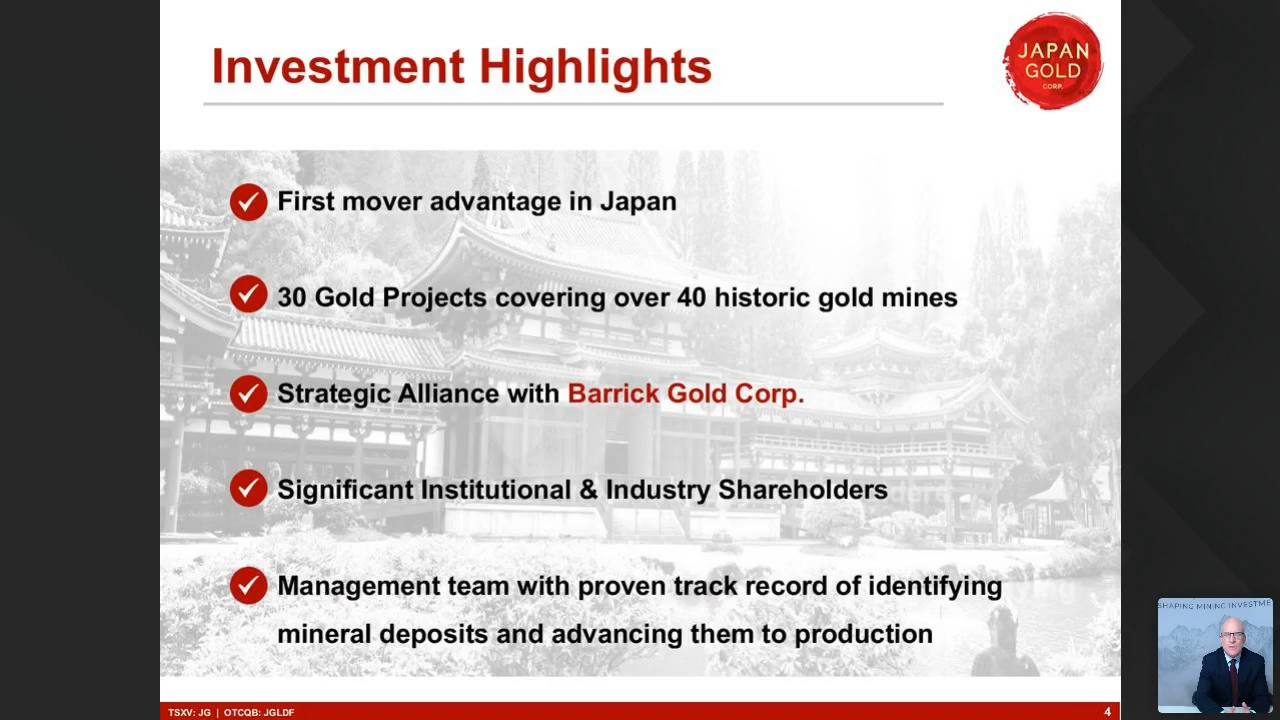 Investment Highlights
JAPAN
GOLD
CORP.
First mover advantage in Japan
30 Gold Projects covering over 40 historic gold mines
Strategic Alliance with Barrick Gold Corp.
Significant Institutional & Industry Shareholders
Management team with proven track record of identifying
mineral deposits and advancing them to production
SHAPING MINING INVESTME
TSXV: JG | OTCQB: JGLDF
4